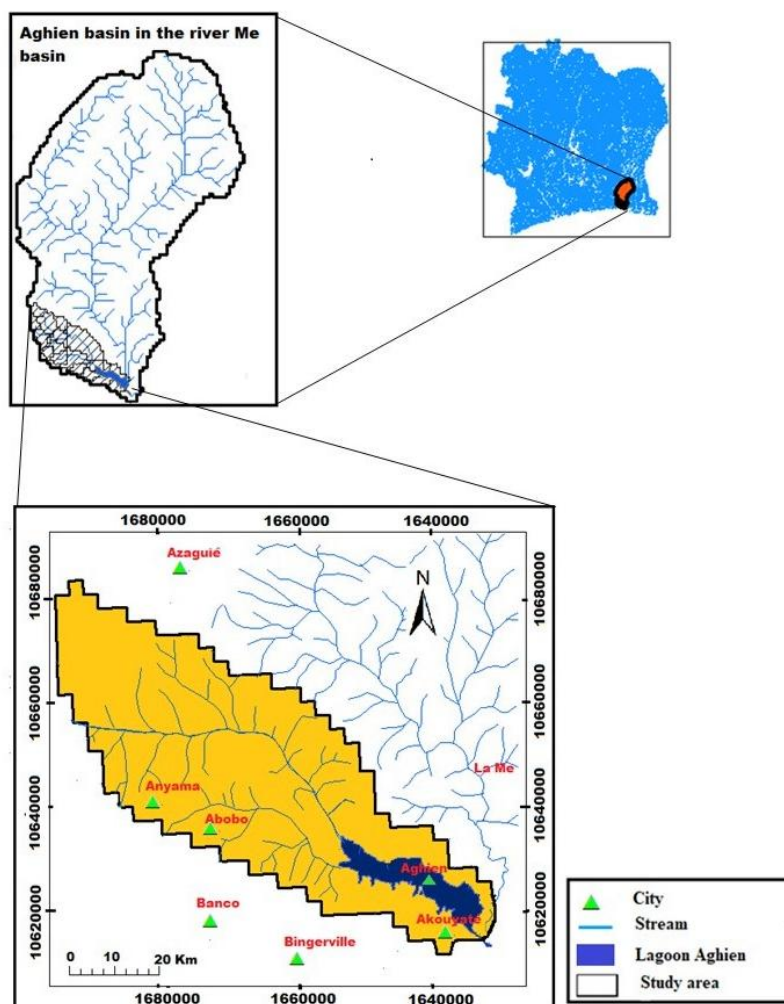 Aghien basin in the river Me
basin
1680000 1660000 1640000
Azaguié
N
10680000 10680000
10660000 10660000
La Me
Anyama
10640000 10640000
Abobo
Aghien
Banco
Akouyaté
10620000 10620000
Bingerville
0 10 20 Km
1680000 1660000 1640000
City
Stream
Lagoon Aghien
Study area